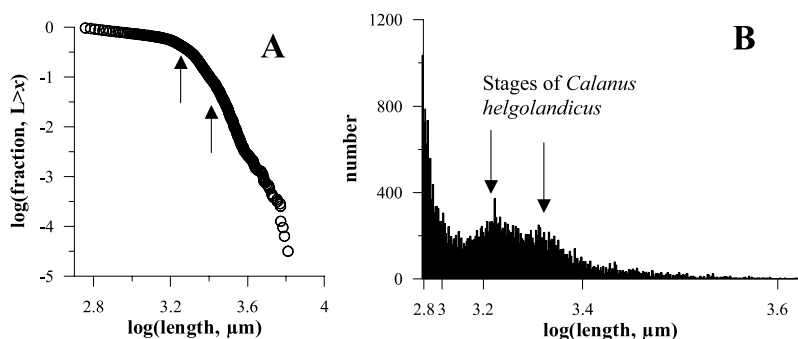 A
log(fraction, L>x)
0
-1
-2
-3
-4
-5
2.8 3.2 3.6 4
log(length, µm)
B
number
1200
800
400
0
Stages of Calanus
helgolandicus
2.8 3 3.2 3.4 3.6
log(length, µm)